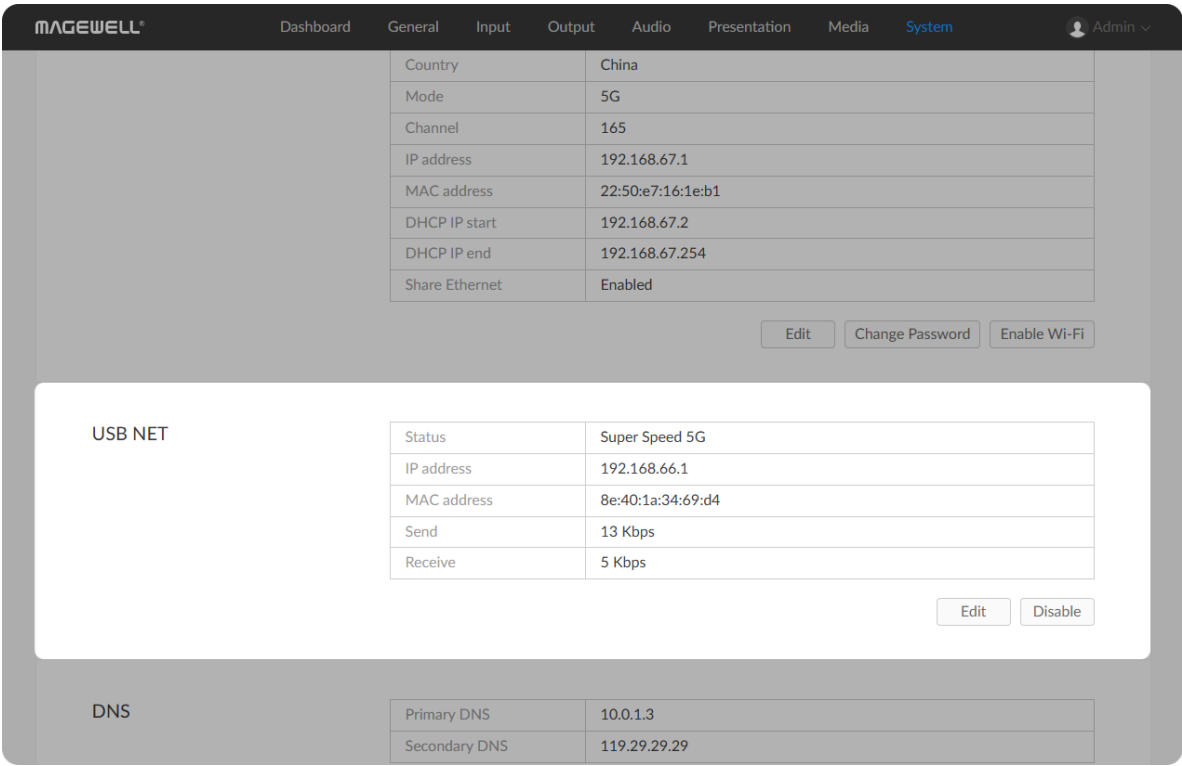 MAGEWELL® Dashboard General Input Output Audio Presentation Media System Admin
Country China
Mode 5G
Channel 165
IP address 192.168.67.1
MAC address 22:50:e7:16:1e:b1
DHCP IP start 192.168.67.2
DHCP IP end 192.168.67.254
Share Ethernet Enabled
Edit Change Password Enable Wi-Fi
USB NET
Status Super Speed 5G
IP address 192.168.66.1
MAC address 8e:40:1a:34:69:d4
Send 13 Kbps
Receive 5 Kbps
Edit Disable
DNS
Primary DNS 10.0.1.3
Secondary DNS 119.29.29.29